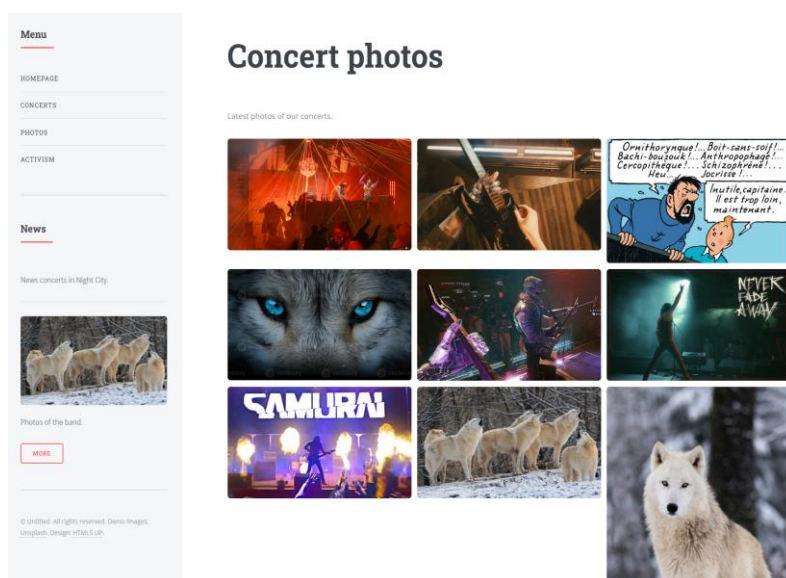 Menu
HOMEPAGE
CONCERTS
PHOTOS
ACTIVISM
News
News concerts in Night City.
Photos of the band.
MORE
© Untitled. All rights reserved. Demo Images:
Unsplash. Design: HTML5 UP.
Concert photos
Latest photos of our concerts.
Ornithorynque!... Boit-sans-soif!...
Bachi-bouzouk!... Anthropophage!...
Cercopithèque!... Schizophrène!...
Heu... Jocrisse!...
Inutile, capitaine.
Il est trop loin,
maintenant.
NEVER
FADE
AWAY
SAMURAI